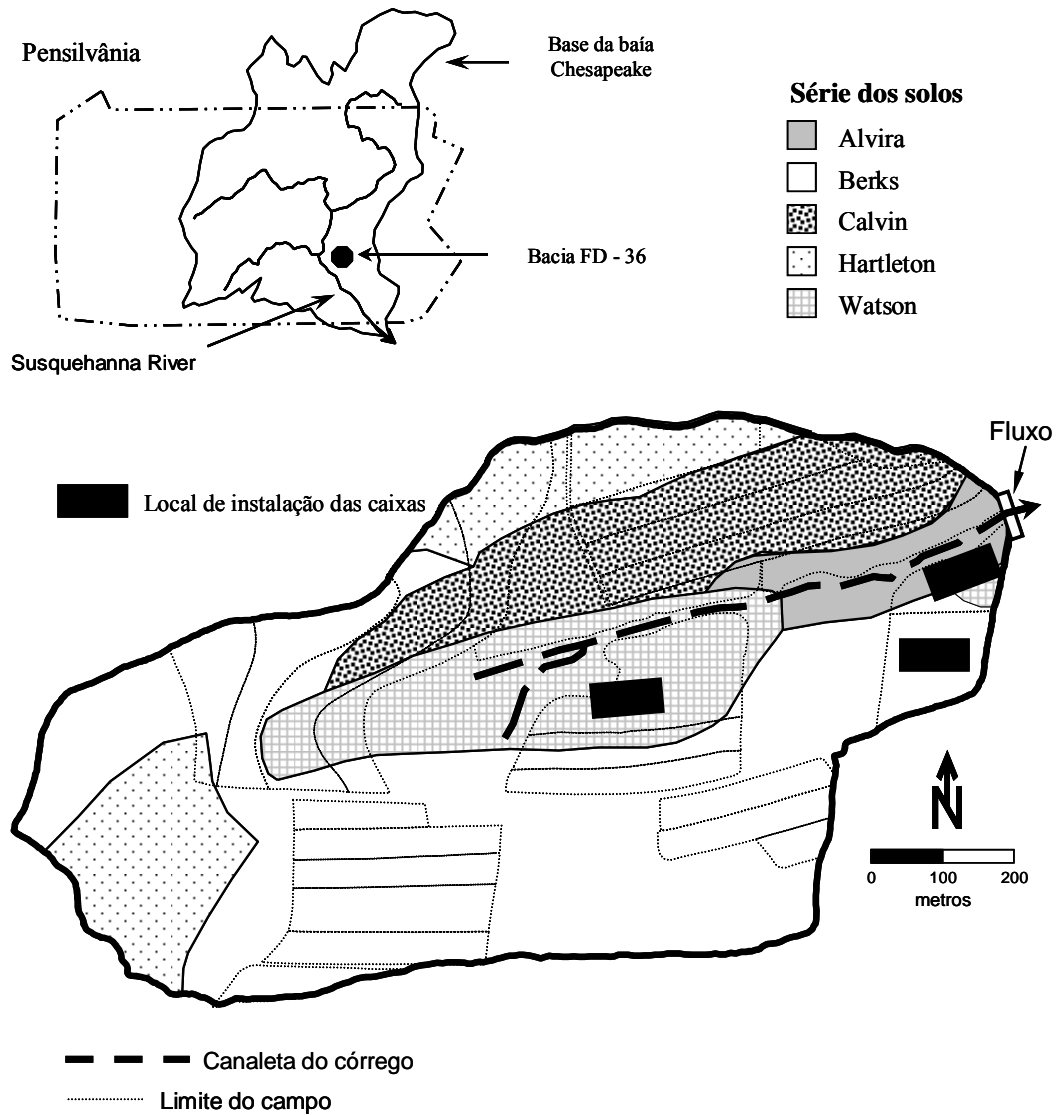 Pensilvânia
Base da baía
Chesapeake
Bacia FD - 36
Susquehanna River
Série dos solos
Alvira
Berks
Calvin
Hartleton
Watson
Fluxo
Local de instalação das caixas
N
0 100 200
metros
Canaleta do córrego
Limite do campo